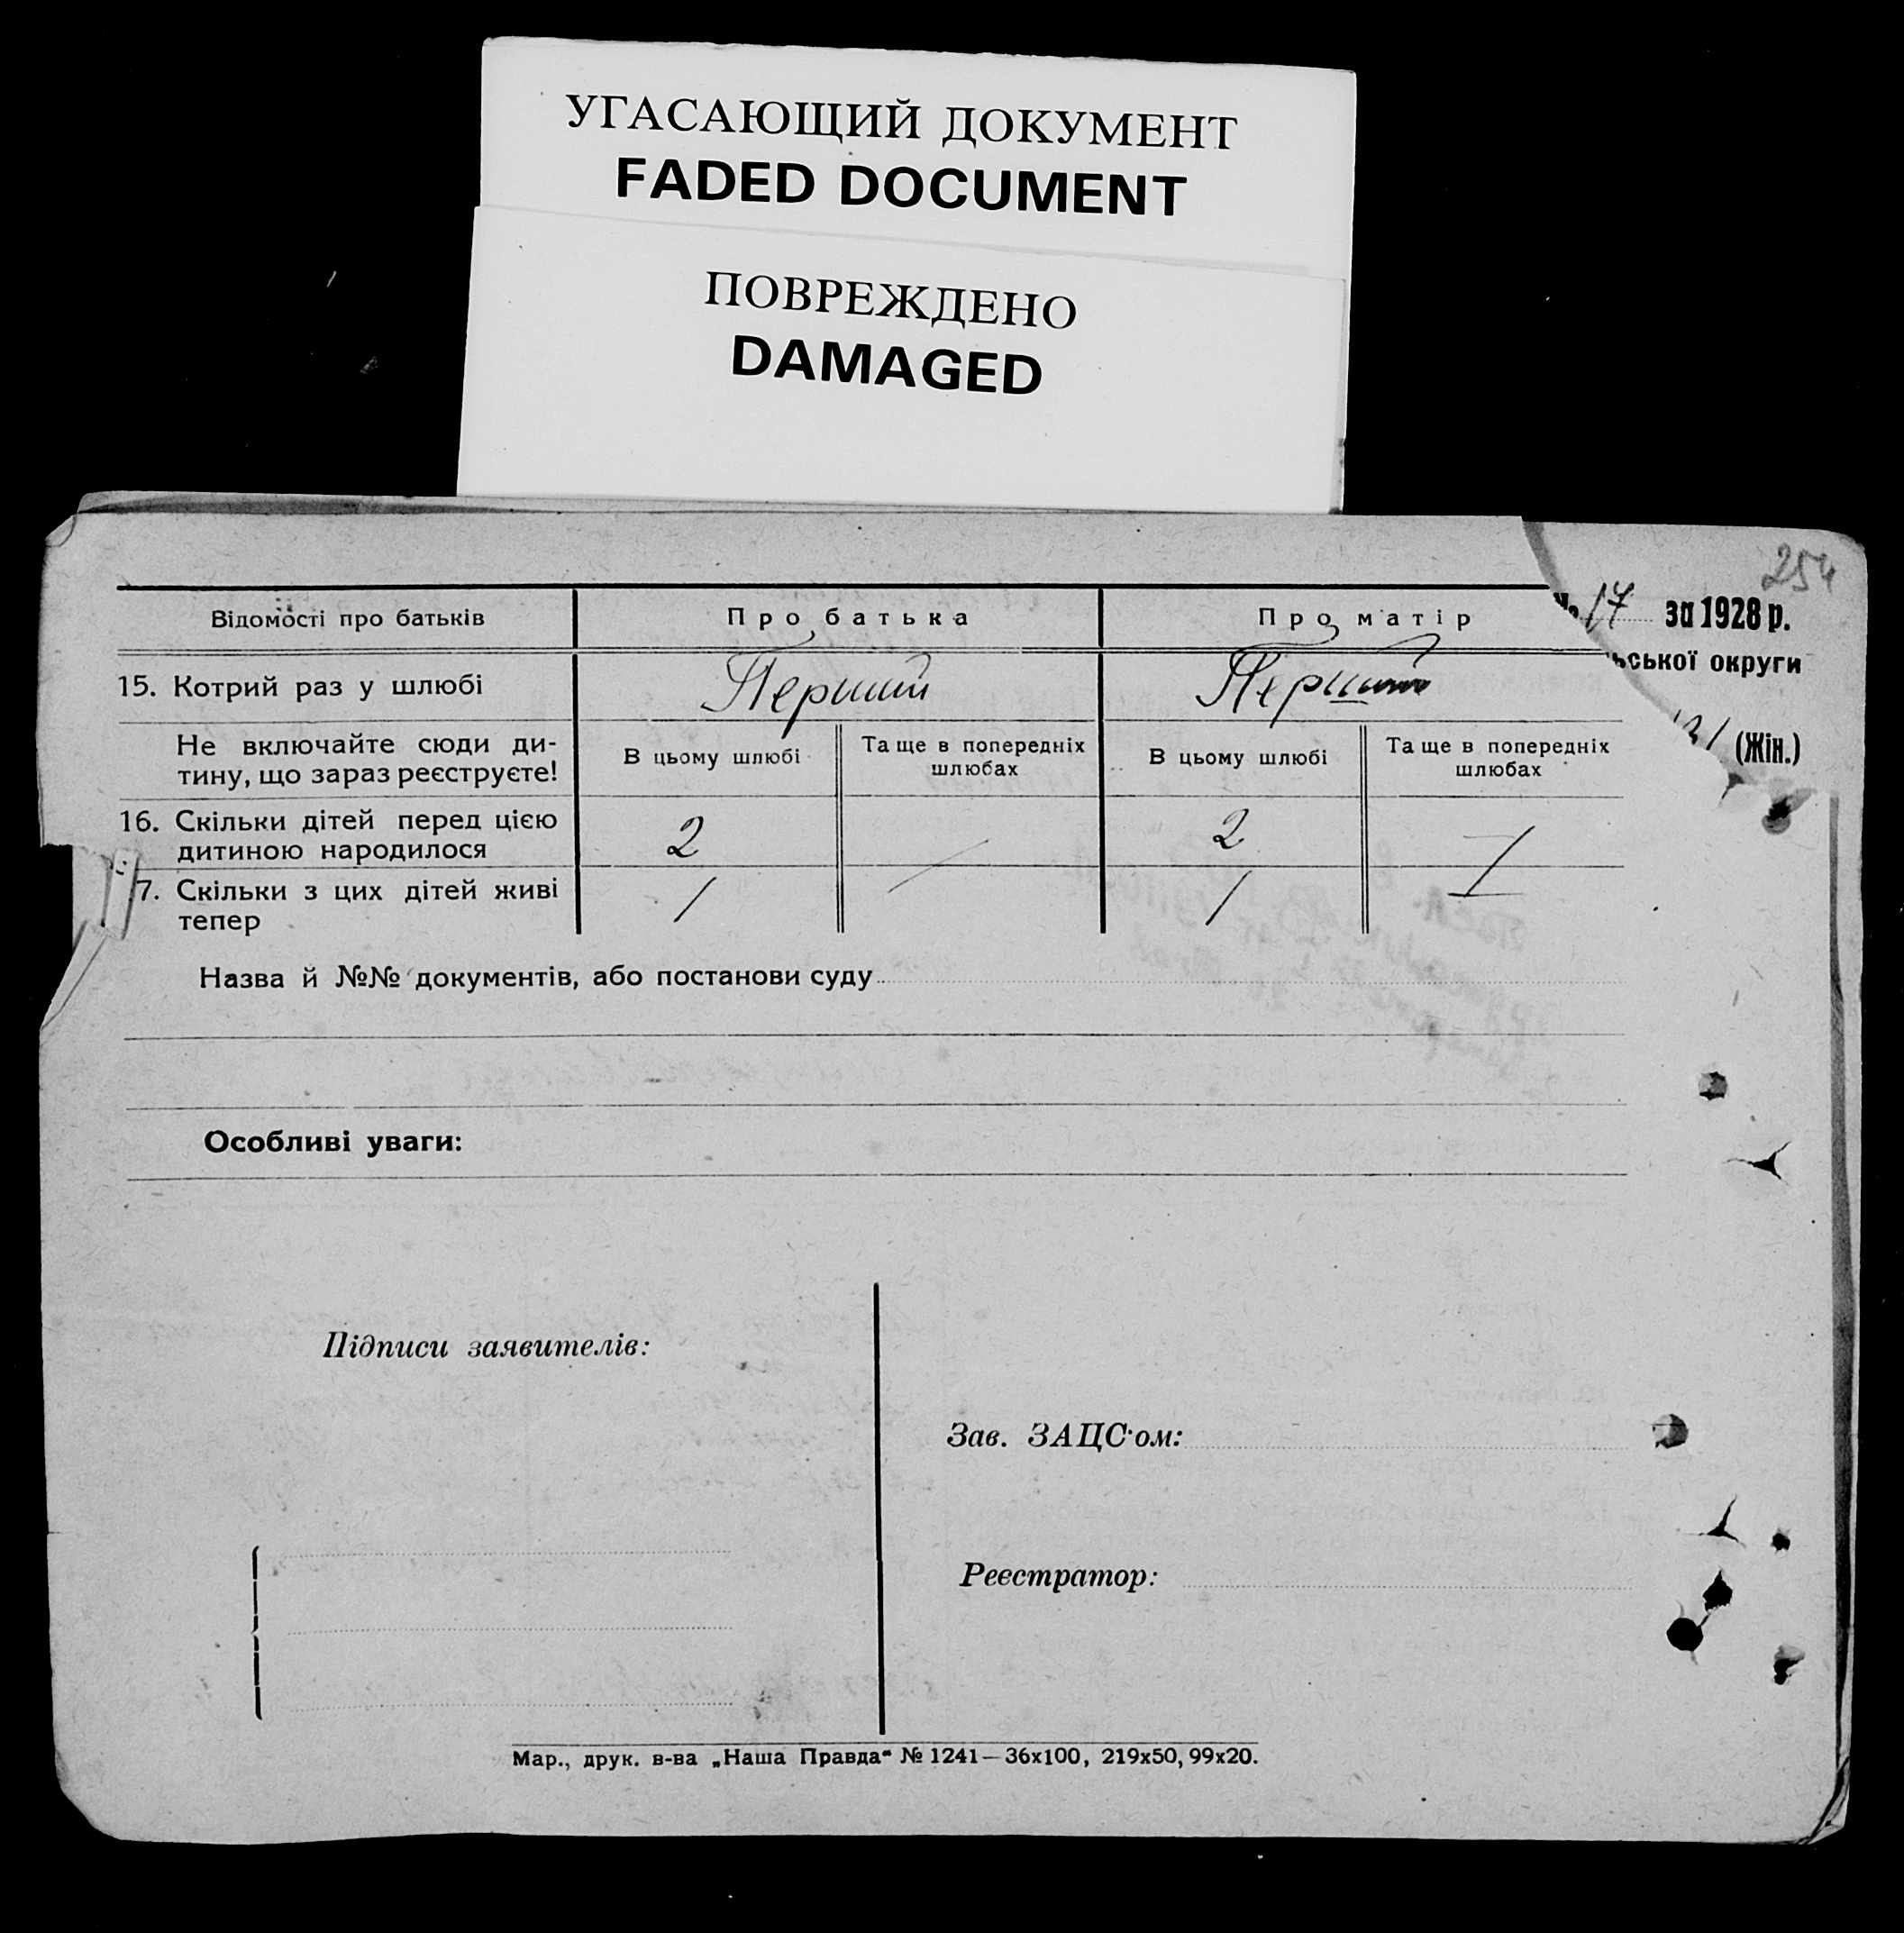 УГАСАЮЩИЙ ДОКУМЕНТ
FADED DOCUMENT
ПОВРЕЖДЕНО
DAMAGED
254
17 за 1928 р.
ької округи
(Жін.)
Відомості про батьків Про батька Про матір
15. Котрий раз у шлюбі Перший Перший
Не включайте сюди ди-
тину, що зараз реєструєте!
В цьому шлюбі Та ще в попередніх шлюбах В цьому шлюбі Та ще в попередніх шлюбах
16. Скільки дітей перед цією
дитиною народилося 2 2
7. Скільки з цих дітей живі
тепер 1 1
Назва й №№ документів, або постанови суду
Особливі уваги:
Підписи заявителів:
Зав. ЗАЦС'ом:
Реєстратор:
Мар., друк. в-ва „Наша Правда“ № 1241—36х100, 219х50, 99х20.